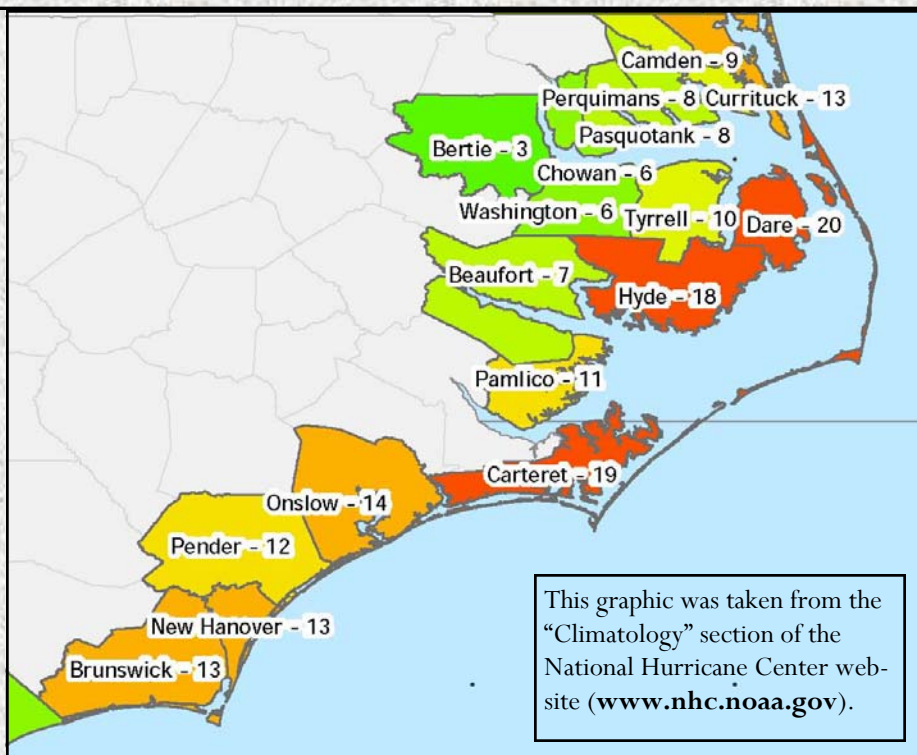 Camden - 9
Perquimans - 8
Currituck - 13
Pasquotank - 8
Bertie - 3
Chowan - 6
Washington - 6
Tyrrell - 10
Dare - 20
Beaufort - 7
Hyde - 18
Pamlico - 11
Carteret - 19
Onslow - 14
Pender - 12
New Hanover - 13
Brunswick - 13
This graphic was taken from the
“Climatology” section of the
National Hurricane Center web-
site (www.nhc.noaa.gov).